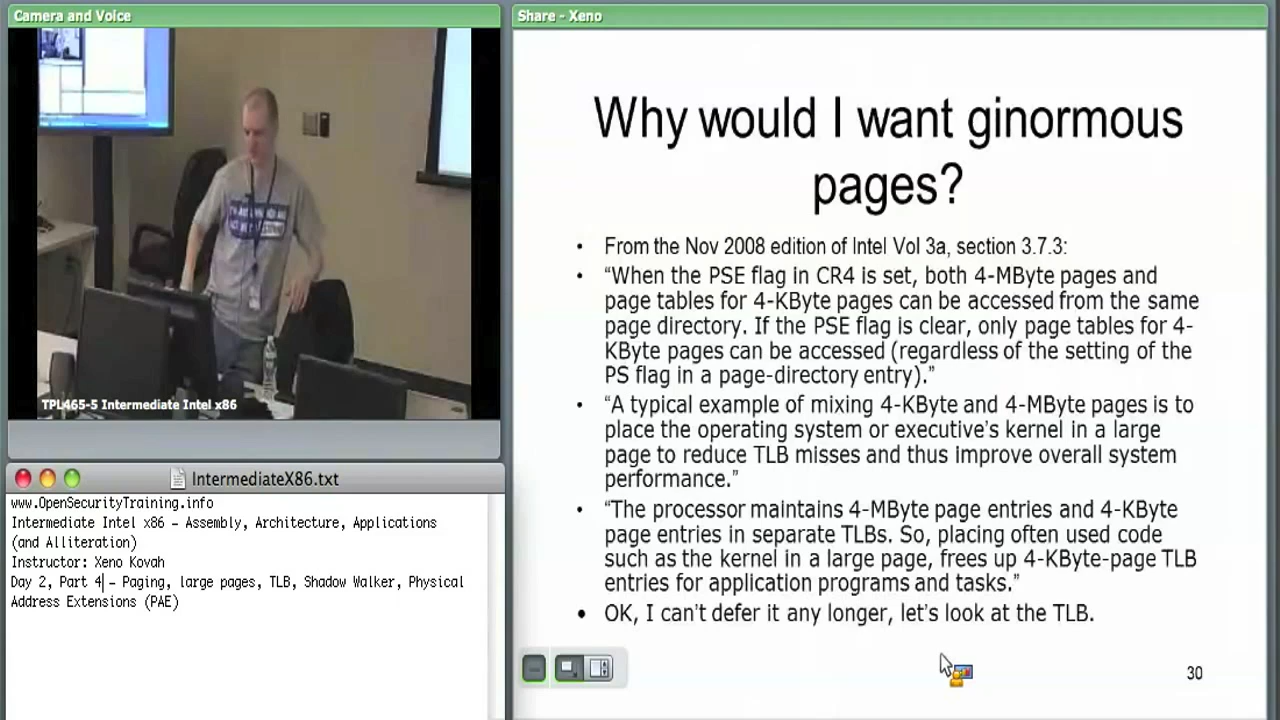 Camera and Voice
TPL465-5 Intermediate Intel x86
IntermediateX86.txt
www.OpenSecurityTraining.info
Intermediate Intel x86 – Assembly, Architecture, Applications
(and Alliteration)
Instructor: Xeno Kovah
Day 2, Part 4 – Paging, large pages, TLB, Shadow Walker, Physical
Address Extensions (PAE)
Share - Xeno
Why would I want ginormous
pages?
• From the Nov 2008 edition of Intel Vol 3a, section 3.7.3:
• “When the PSE flag in CR4 is set, both 4-MByte pages and
page tables for 4-KByte pages can be accessed from the same
page directory. If the PSE flag is clear, only page tables for 4-
KByte pages can be accessed (regardless of the setting of the
PS flag in a page-directory entry).”
• “A typical example of mixing 4-KByte and 4-MByte pages is to
place the operating system or executive’s kernel in a large
page to reduce TLB misses and thus improve overall system
performance.”
• “The processor maintains 4-MByte page entries and 4-KByte
page entries in separate TLBs. So, placing often used code
such as the kernel in a large page, frees up 4-KByte-page TLB
entries for application programs and tasks.”
• OK, I can’t defer it any longer, let’s look at the TLB.
30